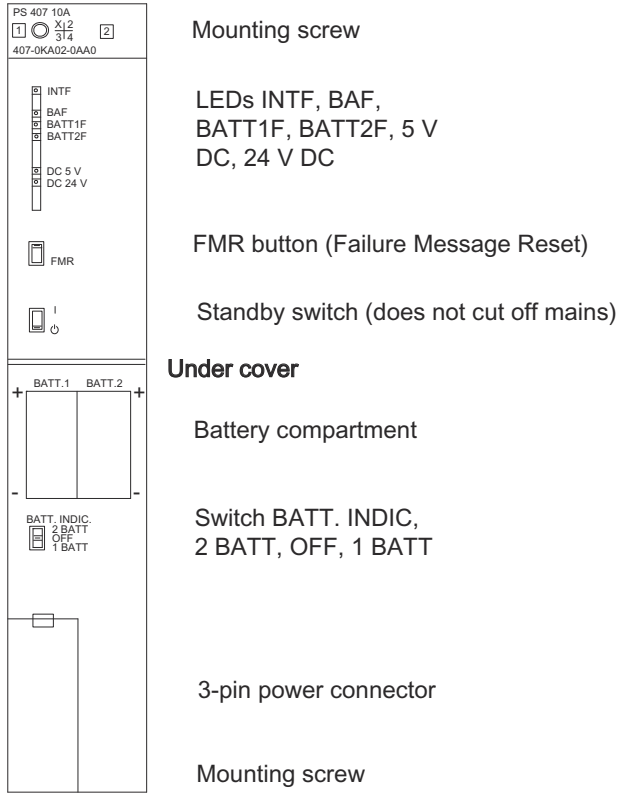 PS 407 10A
1 X 2 3 4 2
407-0KA02-0AA0
Mounting screw
INTF
BAF
BATT1F
BATT2F
DC 5 V
DC 24 V
LEDs INTF, BAF,
BATT1F, BATT2F, 5 V
DC, 24 V DC
FMR
FMR button (Failure Message Reset)
I
Standby switch (does not cut off mains)
Under cover
BATT.1 BATT.2
+ +
- -
Battery compartment
BATT. INDIC.
2 BATT
OFF
1 BATT
Switch BATT. INDIC,
2 BATT, OFF, 1 BATT
3-pin power connector
Mounting screw